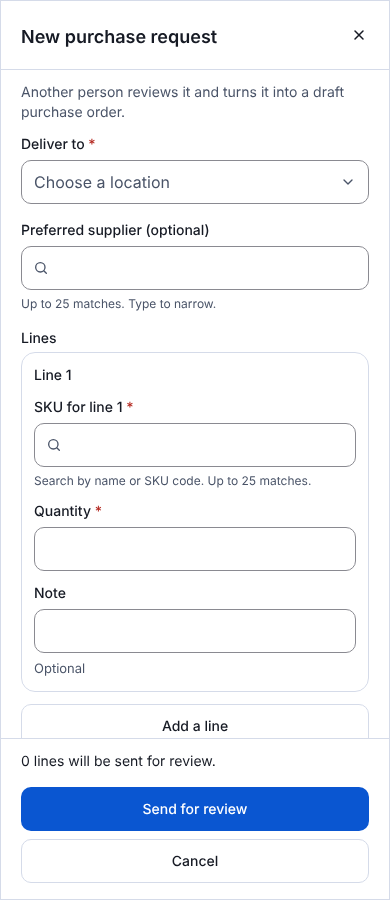 New purchase request
Another person reviews it and turns it into a draft
purchase order.
Deliver to *
Choose a location
Preferred supplier (optional)
Up to 25 matches. Type to narrow.
Lines
Line 1
SKU for line 1 *
Search by name or SKU code. Up to 25 matches.
Quantity *
Note
Optional
Add a line
0 lines will be sent for review.
Send for review
Cancel